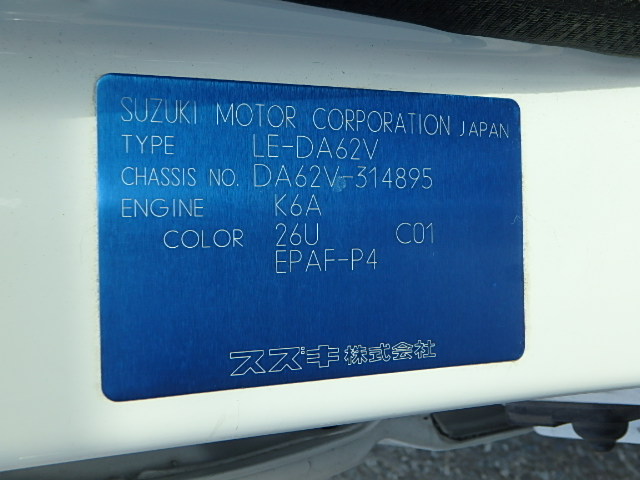 SUZUKI MOTOR CORPORATION JAPAN
TYPE LE-DA62V
CHASSIS NO. DA62V-314895
ENGINE K6A
COLOR 26U C01
EPAF-P4
スズキ株式会社